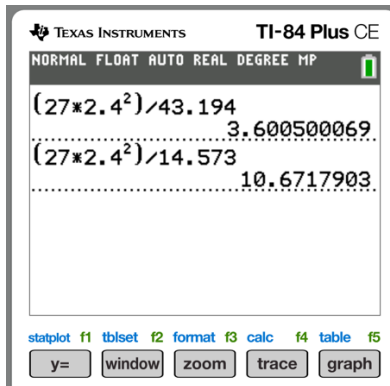 TEXAS INSTRUMENTS TI-84 Plus CE
NORMAL FLOAT AUTO REAL DEGREE MP
(27*2.4²)/43.194
3.600500069
(27*2.4²)/14.573
10.6717903
statplot f1 tblset f2 format f3 calc f4 table f5
y= window zoom trace graph